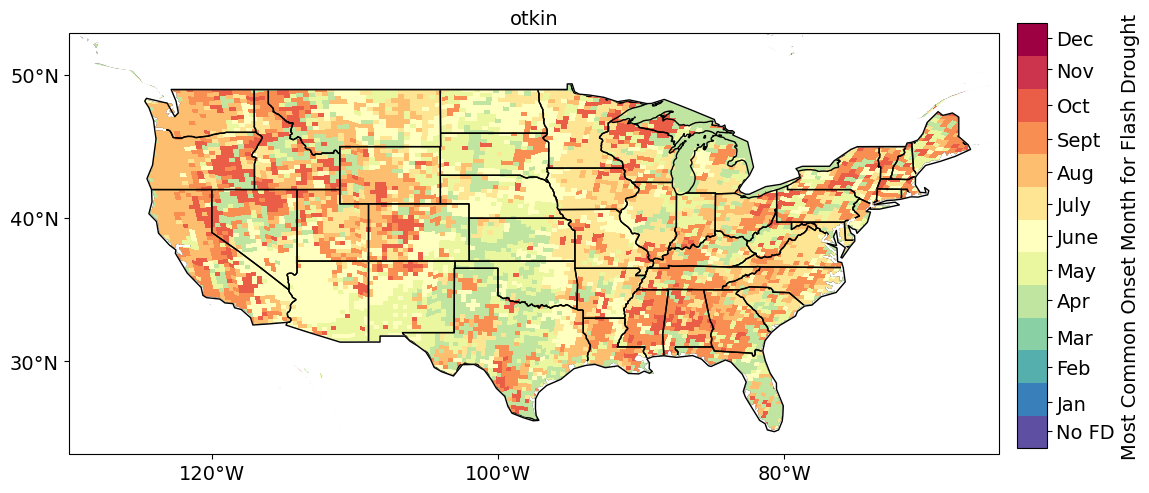 otkin
50°N
40°N
30°N
120°W
100°W
80°W
Dec
Nov
Oct
Sept
Aug
July
June
May
Apr
Mar
Feb
Jan
No FD
Most Common Onset Month for Flash Drought